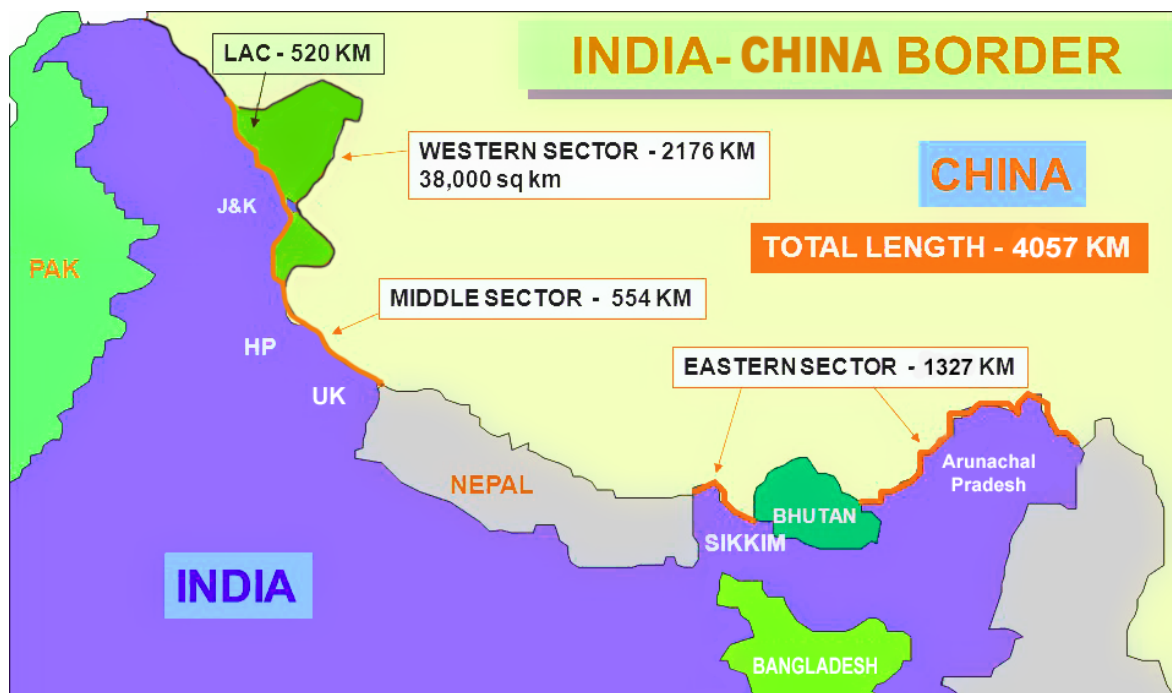 INDIA- CHINA BORDER
LAC - 520 KM
WESTERN SECTOR - 2176 KM
38,000 sq km
CHINA
J&K
TOTAL LENGTH - 4057 KM
PAK
MIDDLE SECTOR - 554 KM
HP
EASTERN SECTOR - 1327 KM
UK
Arunachal
Pradesh
NEPAL
BHUTAN
SIKKIM
INDIA
BANGLADESH